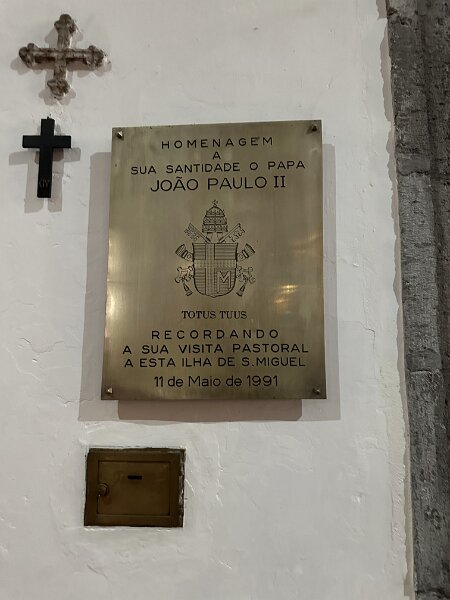 HOMENAGEM
A
SUA SANTIDADE O PAPA
JOÃO PAULO II
M
TOTUS TUUS
RECORDANDO
A SUA VISITA PASTORAL
A ESTA ILHA DE S. MIGUEL
11 de Maio de 1991